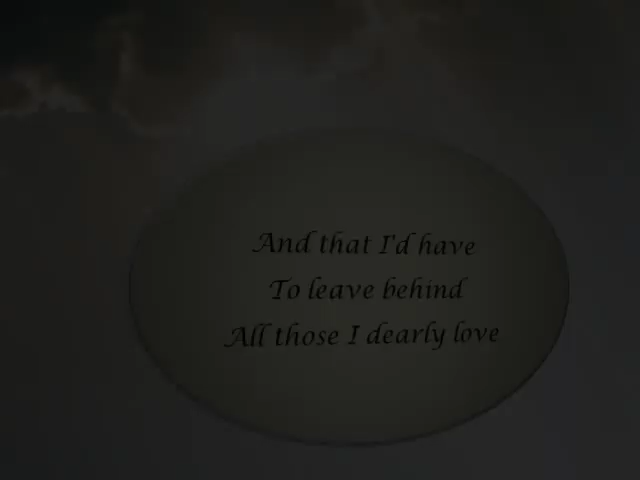 And that I'd have
To leave behind
All those I dearly love